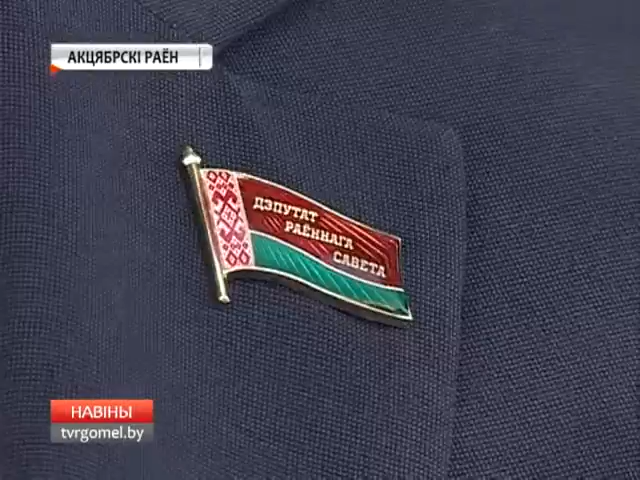 АКЦЯБРСКІ РАЁН
ДЭПУТАТ
РАЁННАГА
САВЕТА
НАВІНЫ
tvrgomel.by